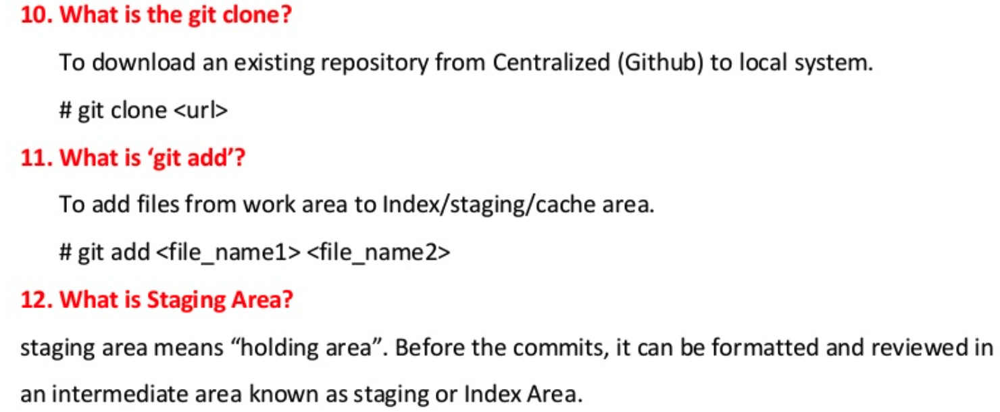 10. What is the git clone?
To download an existing repository from Centralized (Github) to local system.
# git clone <url>
11. What is ‘git add’?
To add files from work area to Index/staging/cache area.
# git add <file_name1> <file_name2>
12. What is Staging Area?
staging area means “holding area”. Before the commits, it can be formatted and reviewed in
an intermediate area known as staging or Index Area.